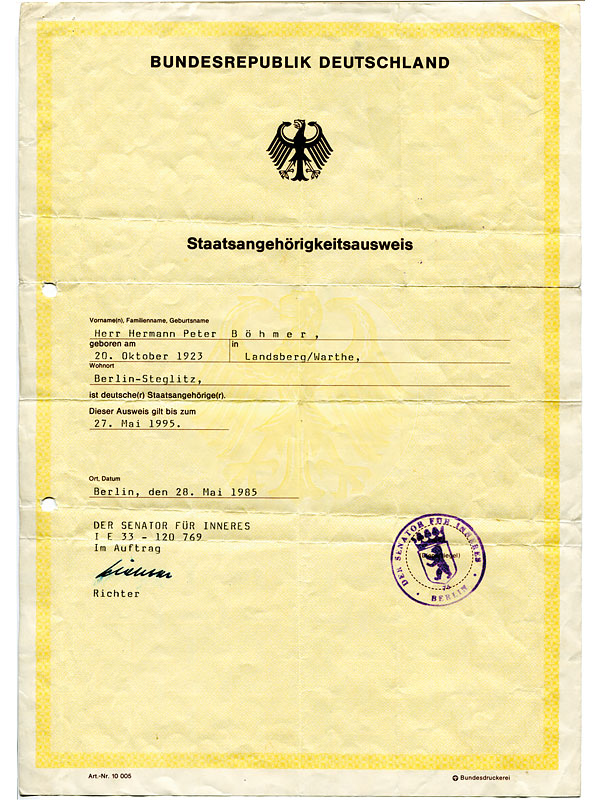 BUNDESREPUBLIK DEUTSCHLAND
Staatsangehörigkeitsausweis
Vorname(n), Familienname, Geburtsname
Herr Hermann Peter B ö h m e r ,
geboren am in
20. Oktober 1923 Landsberg/Warthe,
Wohnort
Berlin-Steglitz,
ist deutsche(r) Staatsangehörige(r).
Dieser Ausweis gilt bis zum
27. Mai 1995.
Ort, Datum
Berlin, den 28. Mai 1985
DER SENATOR FÜR INNERES
I E 33 - 120 769
Im Auftrag
Richter
DER SENATOR FÜR INNERES
BERLIN
Art.-Nr. 10 005 Bundesdruckerei